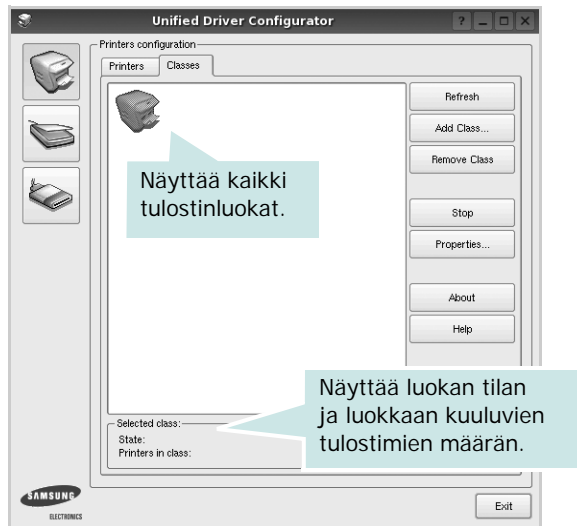 Unified Driver Configurator
Printers configuration
Printers
Classes
Refresh
Add Class...
Remove Class
Näyttää kaikki
tulostinluokat.
Stop
Properties...
About
Help
Näyttää luokan tilan
ja luokkaan kuuluvien
tulostimien määrän.
Selected class:
State:
Printers in class:
SAMSUNG
ELECTRONICS
Exit